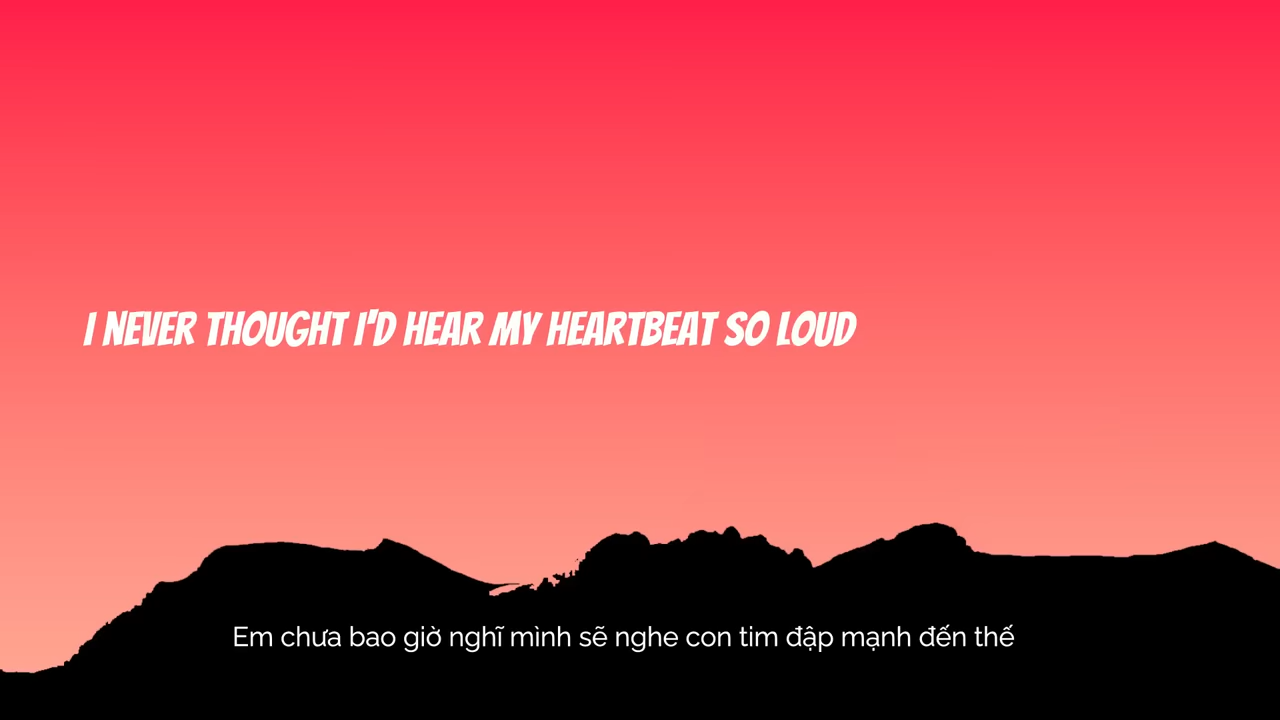 I NEVER THOUGHT I'D HEAR MY HEARTBEAT SO LOUD
Em chưa bao giờ nghĩ mình sẽ nghe con tim đập mạnh đến thế